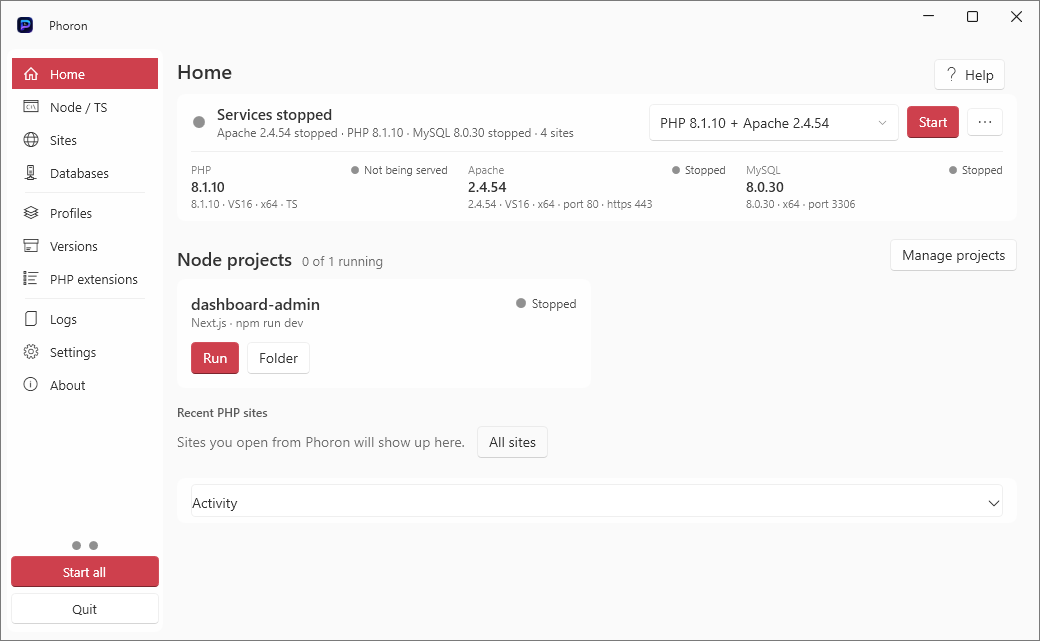 Phoron
Home
Node / TS
Sites
Databases
Profiles
Versions
PHP extensions
Logs
Settings
About
Start all
Quit
Home
? Help
Services stopped
Apache 2.4.54 stopped · PHP 8.1.10 · MySQL 8.0.30 stopped · 4 sites
PHP 8.1.10 + Apache 2.4.54
Start
...
PHP
Not being served
8.1.10
8.1.10 · VS16 · x64 · TS
Apache
Stopped
2.4.54
2.4.54 · VS16 · x64 · port 80 · https 443
MySQL
Stopped
8.0.30
8.0.30 · x64 · port 3306
Node projects 0 of 1 running
Manage projects
dashboard-admin
Stopped
Next.js · npm run dev
Run
Folder
Recent PHP sites
Sites you open from Phoron will show up here.
All sites
Activity